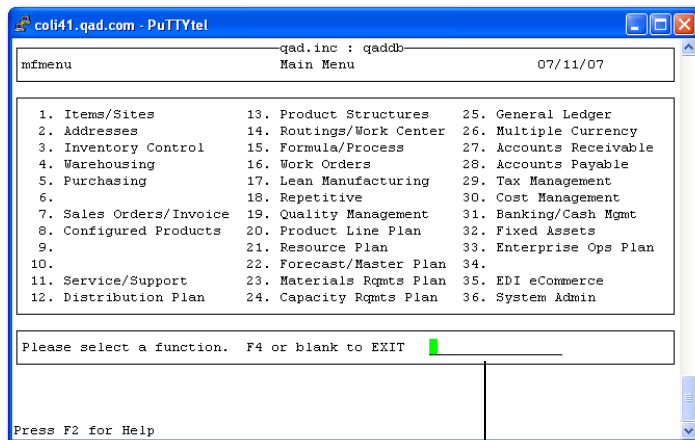 coli41.qad.com - PuTTYtel
qad.inc : qaddb
mfmenu Main Menu 07/11/07
1. Items/Sites 13. Product Structures 25. General Ledger
2. Addresses 14. Routings/Work Center 26. Multiple Currency
3. Inventory Control 15. Formula/Process 27. Accounts Receivable
4. Warehousing 16. Work Orders 28. Accounts Payable
5. Purchasing 17. Lean Manufacturing 29. Tax Management
6. 18. Repetitive 30. Cost Management
7. Sales Orders/Invoice 19. Quality Management 31. Banking/Cash Mgmt
8. Configured Products 20. Product Line Plan 32. Fixed Assets
9. 21. Resource Plan 33. Enterprise Ops Plan
10. 22. Forecast/Master Plan 34.
11. Service/Support 23. Materials Rqmts Plan 35. EDI eCommerce
12. Distribution Plan 24. Capacity Rqmts Plan 36. System Admin
Please select a function. F4 or blank to EXIT
Press F2 for Help